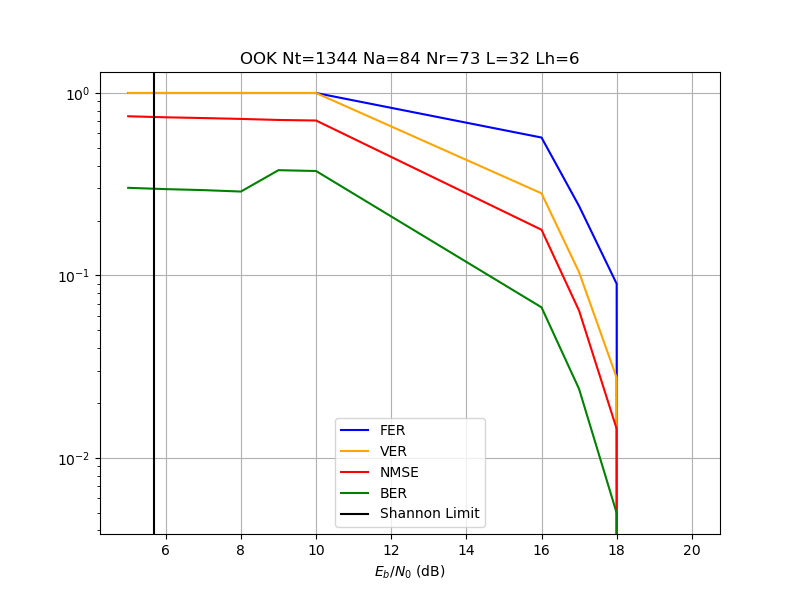 OOK Nt=1344 Na=84 Nr=73 L=32 Lh=6
10⁰
10⁻¹
10⁻²
FER
VER
NMSE
BER
Shannon Limit
6 8 10 12 14 16 18 20
E_b/N_0 (dB)